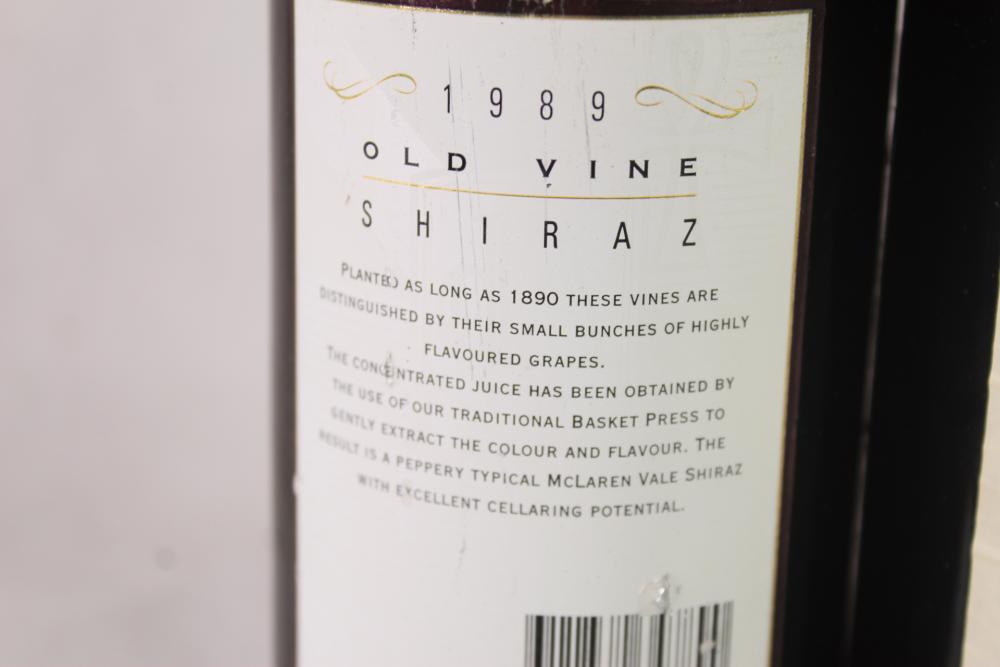 1989
OLD VINE
SHIRAZ
PLANTED AS LONG AS 1890 THESE VINES ARE
DISTINGUISHED BY THEIR SMALL BUNCHES OF HIGHLY
FLAVOURED GRAPES.
THE CONCENTRATED JUICE HAS BEEN OBTAINED BY
THE USE OF OUR TRADITIONAL BASKET PRESS TO
GENTLY EXTRACT THE COLOUR AND FLAVOUR. THE
RESULT IS A PEPPERY TYPICAL MCLAREN VALE SHIRAZ
WITH EXCELLENT CELLARING POTENTIAL.